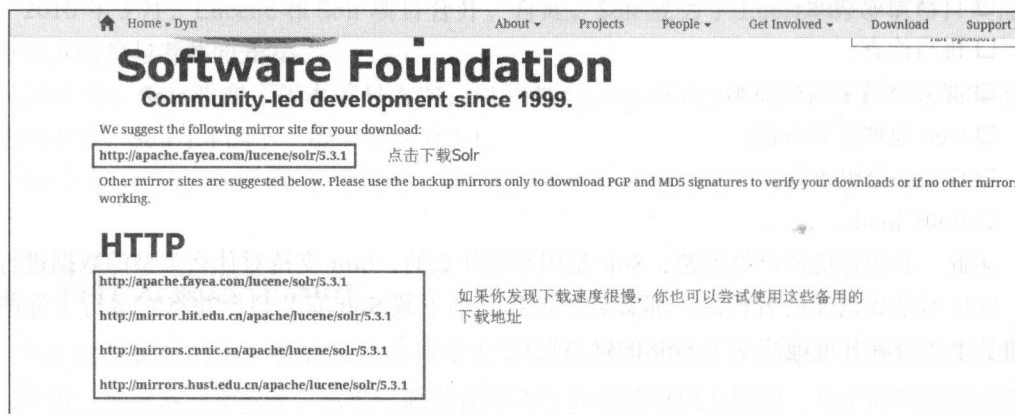 Home » Dyn
About
Projects
People
Get Involved
Download
Support
Software Foundation
Community-led development since 1999.
We suggest the following mirror site for your download:
http://apache.fayea.com/lucene/solr/5.3.1 点击下载Solr
Other mirror sites are suggested below. Please use the backup mirrors only to download PGP and MD5 signatures to verify your downloads or if no other mirrors
working.
HTTP
http://apache.fayea.com/lucene/solr/5.3.1
如果你发现下载速度很慢，你也可以尝试使用这些备用的
下载地址
http://mirror.bit.edu.cn/apache/lucene/solr/5.3.1
http://mirrors.cnnic.cn/apache/lucene/solr/5.3.1
http://mirrors.hust.edu.cn/apache/lucene/solr/5.3.1